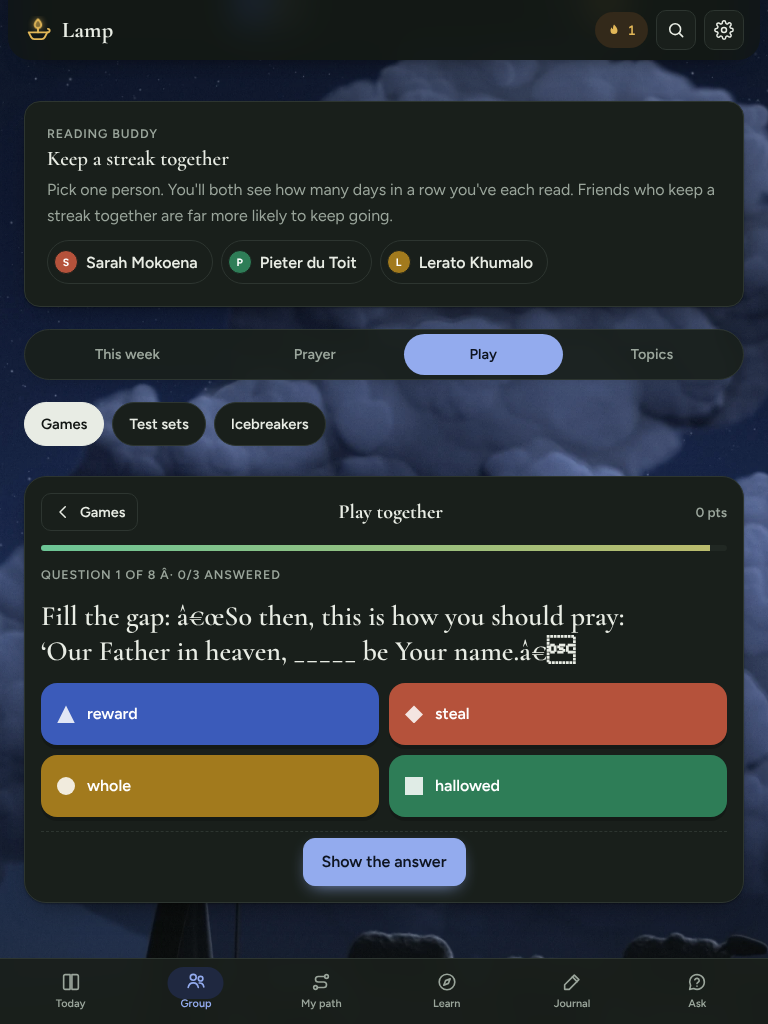 Lamp
1
READING BUDDY
Keep a streak together
Pick one person. You'll both see how many days in a row you've each read. Friends who keep a
streak together are far more likely to keep going.
S Sarah Mokoena P Pieter du Toit L Lerato Khumalo
This week Prayer Play Topics
Games Test sets Icebreakers
Games Play together 0 pts
QUESTION 1 OF 8 Â· 0/3 ANSWERED
Fill the gap: â€œSo then, this is how you should pray:
‘Our Father in heaven, _____ be Your name.â€
reward steal
whole hallowed
Show the answer
Today Group My path Learn Journal Ask